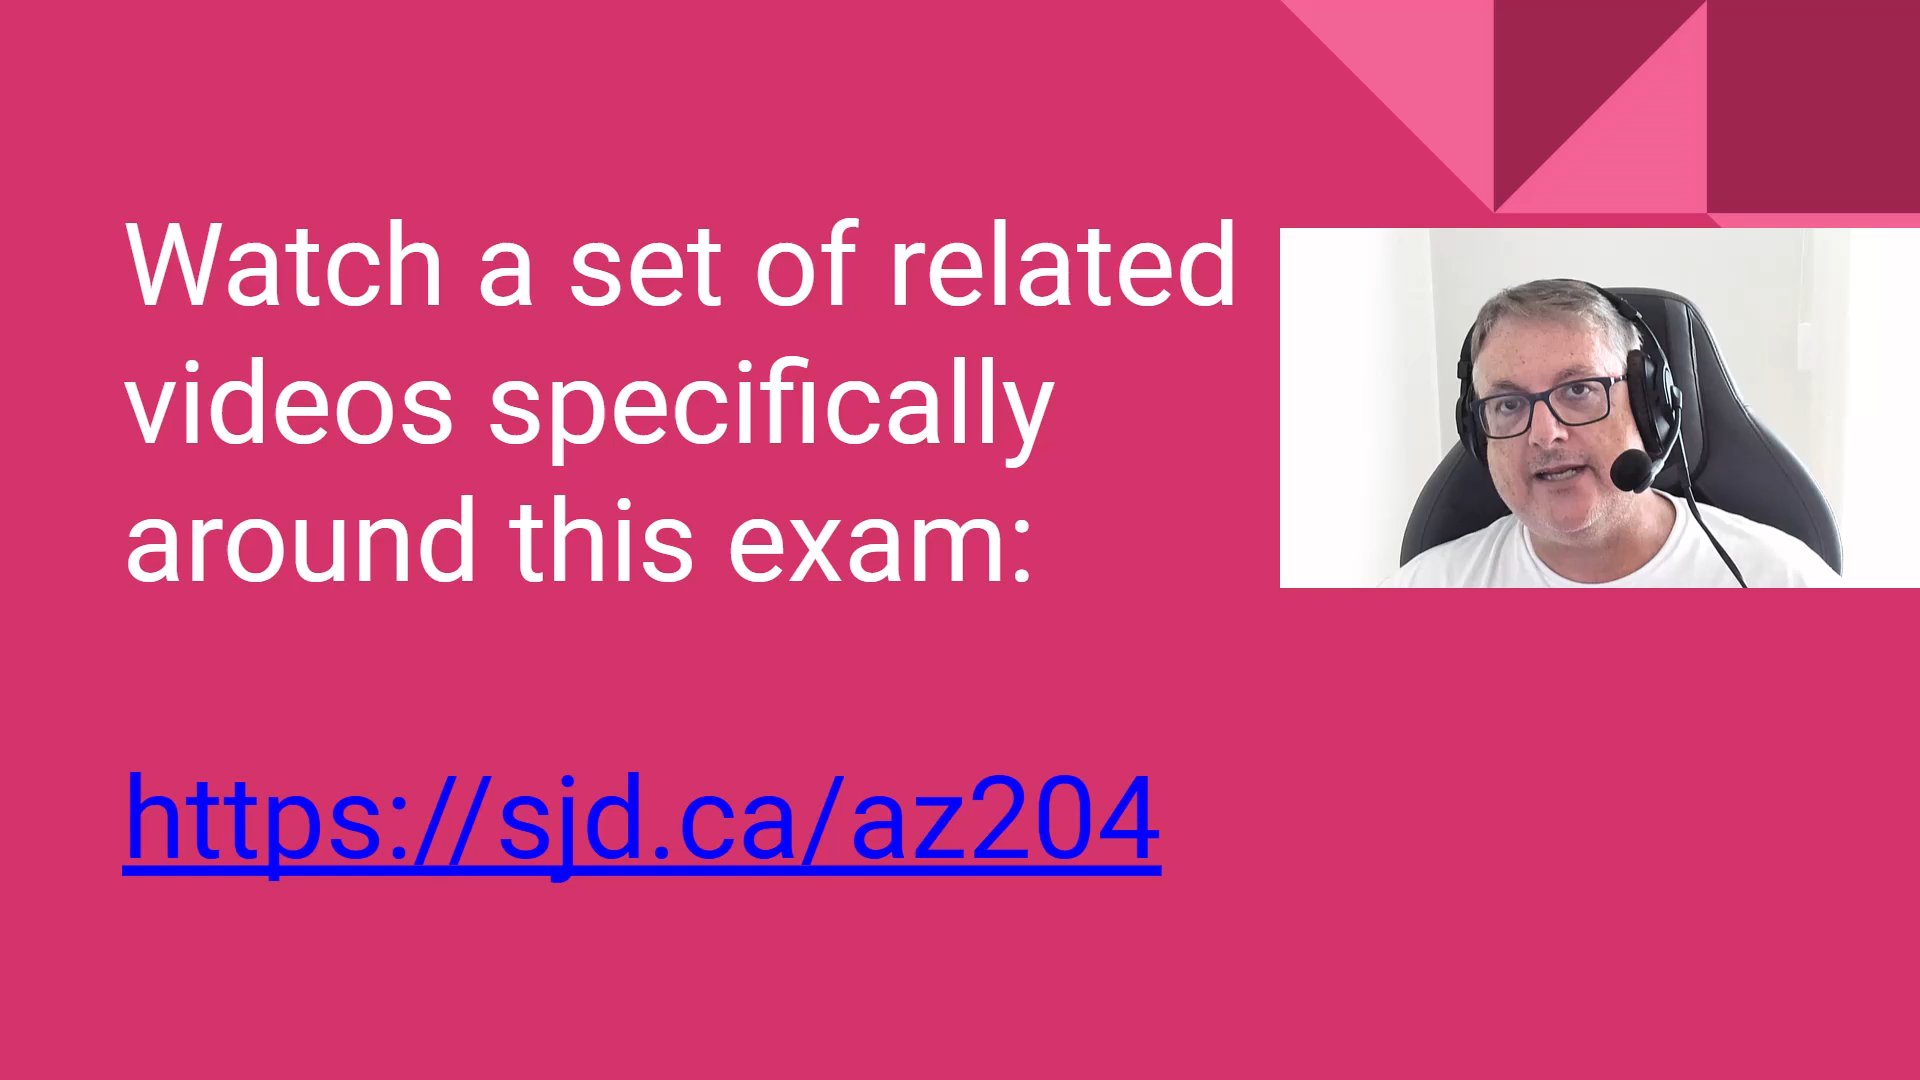 Watch a set of related
videos specifically
around this exam:
https://sjd.ca/az204